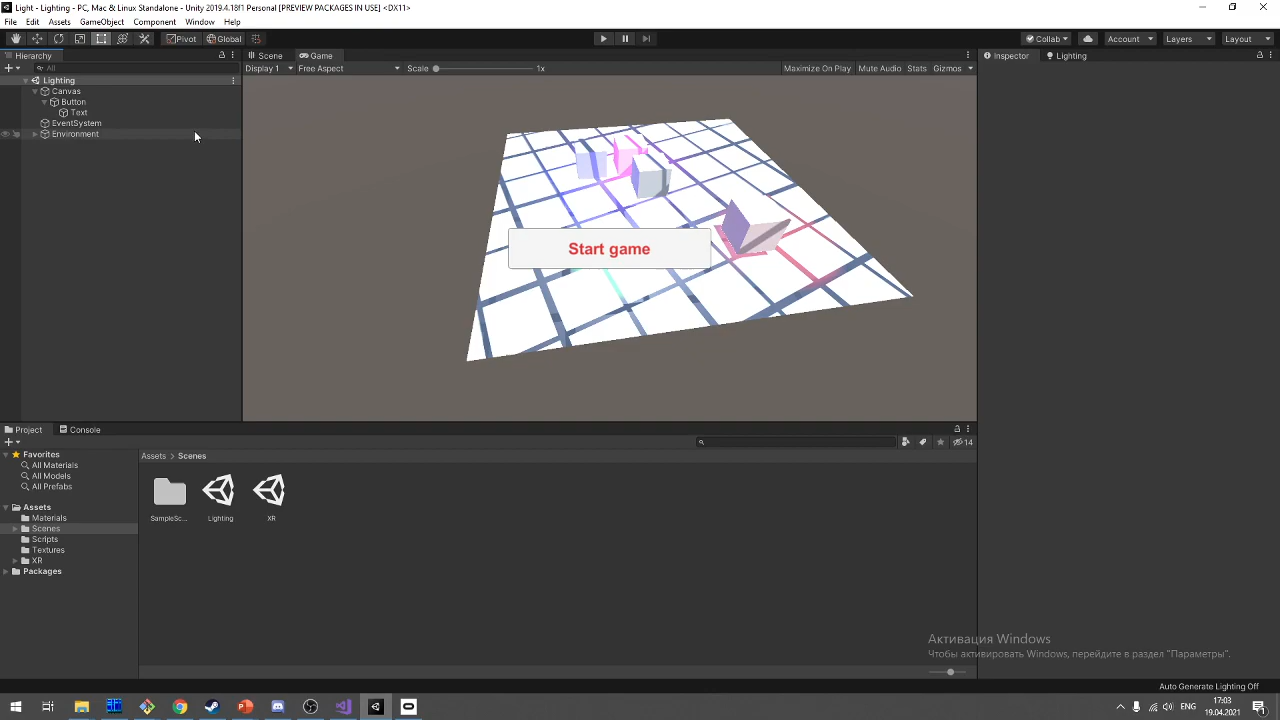 Light - Lighting - PC, Mac & Linux Standalone - Unity 2019.4.18f1 Personal [PREVIEW PACKAGES IN USE] <DX11>
File Edit Assets GameObject Component Window Help
Pivot Global Collab Account Layers Layout
Hierarchy Scene Game Inspector Lighting
All Display 1 Free Aspect Scale 1x Maximize On Play Mute Audio Stats Gizmos
Lighting
Canvas
Button
Text
EventSystem
Environment
Start game
Project Console
14
Favorites
All Materials
All Models
All Prefabs
Assets
Materials
Scenes
Scripts
Textures
XR
Packages
Assets > Scenes
SampleSc... Lighting XR
Активация Windows
Чтобы активировать Windows, перейдите в раздел "Параметры".
Auto Generate Lighting Off
ENG
17:03
19.04.2021